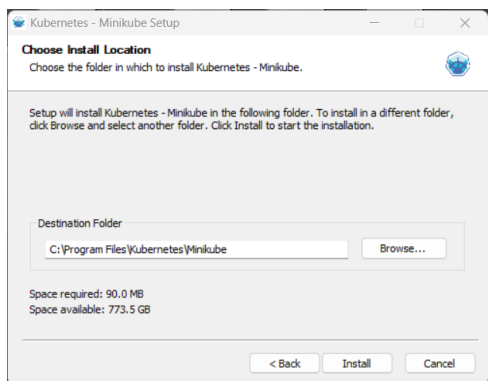 Kubernetes - Minikube Setup
Choose Install Location
Choose the folder in which to install Kubernetes - Minikube.
Setup will install Kubernetes - Minikube in the following folder. To install in a different folder,
click Browse and select another folder. Click Install to start the installation.
Destination Folder
C:\Program Files\Kubernetes\Minikube
Browse...
Space required: 90.0 MB
Space available: 773.5 GB
< Back
Install
Cancel